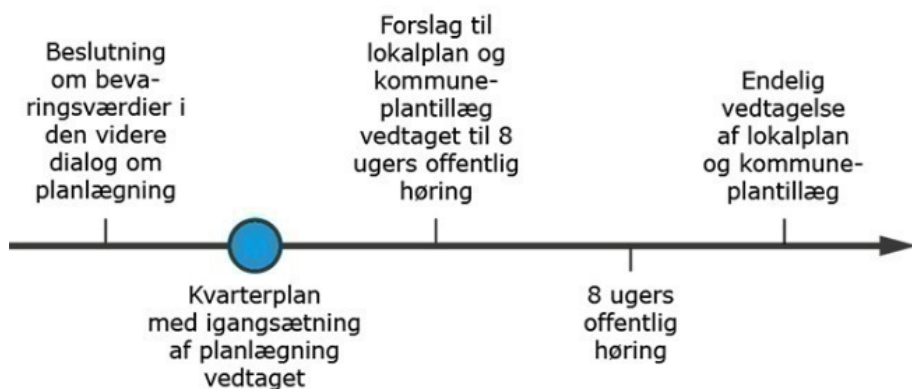 Beslutning
om beva-
ringsværdier i
den videre
dialog om
planlægning
Kvarterplan
med igangsætning
af planlægning
vedtaget
Forslag til
lokalplan og
kommune-
plantillæg
vedtaget til 8
ugers offentlig
høring
8 ugers
offentlig
høring
Endelig
vedtagelse
af lokalplan
og kommune-
plantillæg